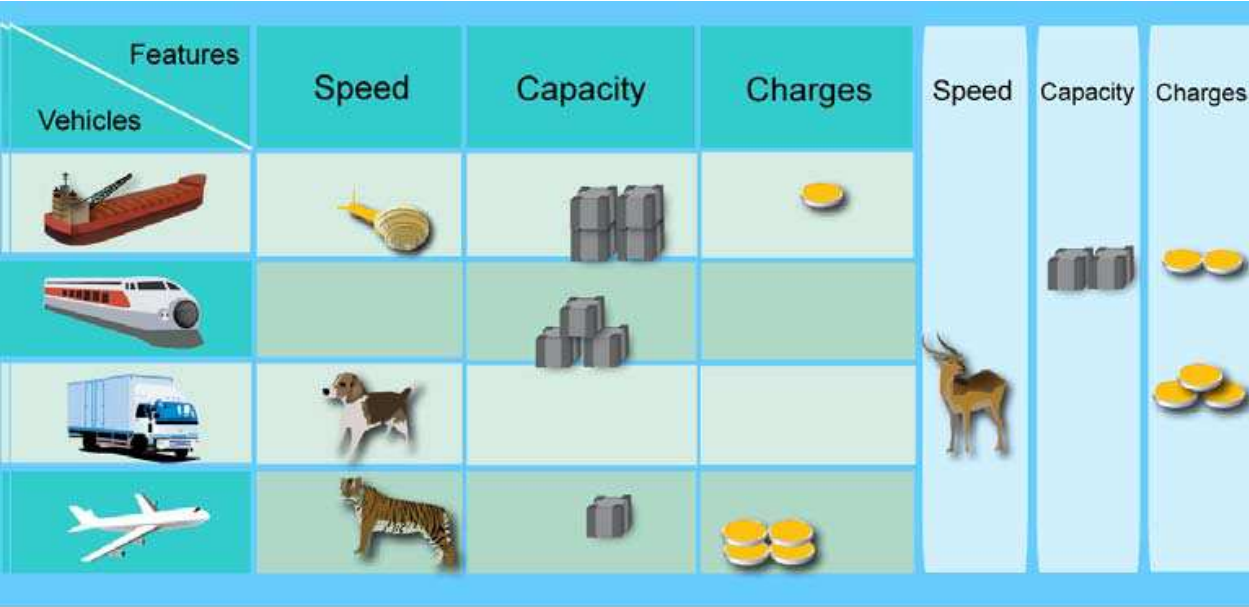 Features
Vehicles
Speed
Capacity
Charges
Speed
Capacity
Charges